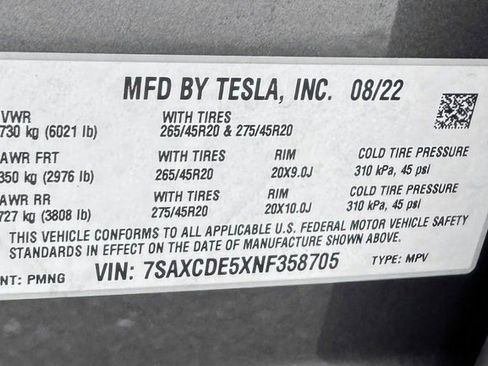 MFD BY TESLA, INC. 08/22
VWR WITH TIRES
730 kg (6021 lb) 265/45R20 & 275/45R20
AWR FRT WITH TIRES RIM COLD TIRE PRESSURE
350 kg (2976 lb) 265/45R20 20X9.0J 310 kPa, 45 psi
AWR RR WITH TIRES RIM COLD TIRE PRESSURE
727 kg (3808 lb) 275/45R20 20X10.0J 310 kPa, 45 psi
THIS VEHICLE CONFORMS TO ALL APPLICABLE U.S. FEDERAL MOTOR VEHICLE SAFETY
STANDARDS IN EFFECT ON THE DATE OF MANUFACTURE SHOWN ABOVE.
NT: PMNG VIN: 7SAXCDE5XNF358705 TYPE: MPV